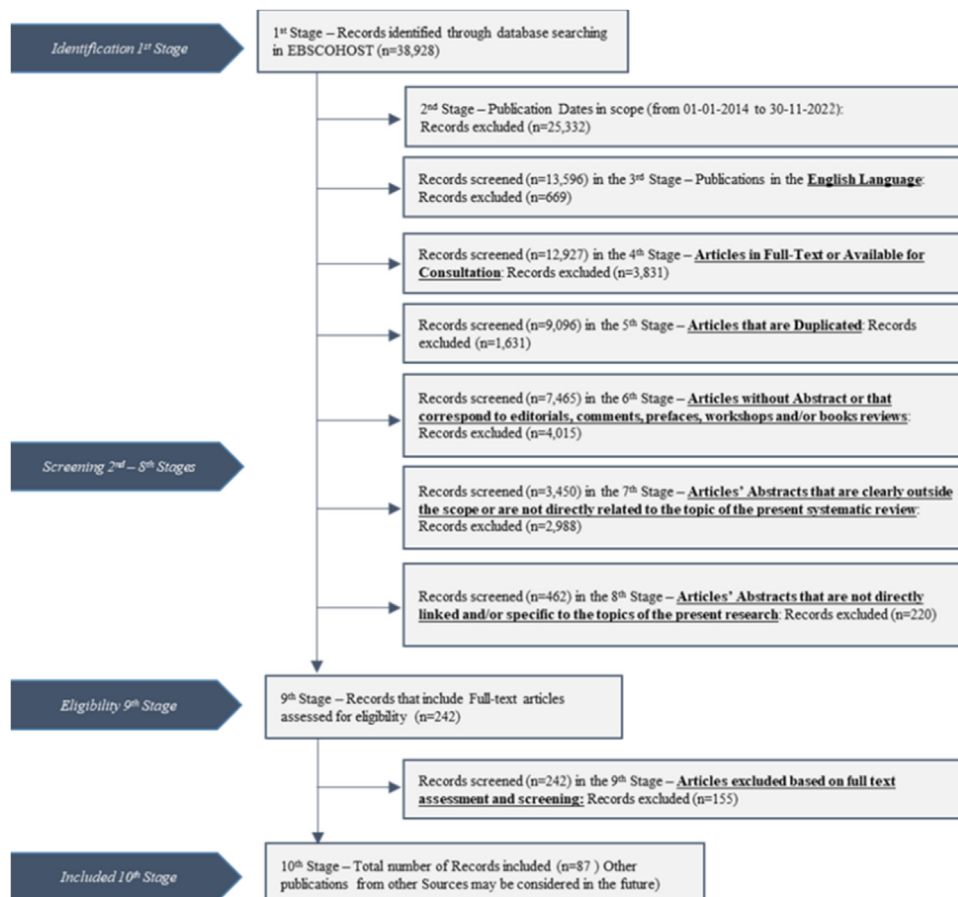 Identification 1st Stage
1st Stage – Records identified through database searching
in EBSCOHOST (n=38,928)
2nd Stage – Publication Dates in scope (from 01-01-2014 to 30-11-2022):
Records excluded (n=25,332)
Records screened (n=13,596) in the 3rd Stage – Publications in the English Language:
Records excluded (n=669)
Records screened (n=12,927) in the 4th Stage – Articles in Full-Text or Available for
Consultation: Records excluded (n=3,831)
Records screened (n=9,096) in the 5th Stage – Articles that are Duplicated: Records
excluded (n=1,631)
Records screened (n=7,465) in the 6th Stage – Articles without Abstract or that
correspond to editorials, comments, prefaces, workshops and/or books reviews:
Records excluded (n=4,015)
Screening 2nd – 8th Stages
Records screened (n=3,450) in the 7th Stage – Articles' Abstracts that are clearly outside
the scope or are not directly related to the topic of the present systematic review:
Records excluded (n=2,988)
Records screened (n=462) in the 8th Stage – Articles' Abstracts that are not directly
linked and/or specific to the topics of the present research: Records excluded (n=220)
Eligibility 9th Stage
9th Stage – Records that include Full-text articles
assessed for eligibility (n=242)
Records screened (n=242) in the 9th Stage – Articles excluded based on full text
assessment and screening: Records excluded (n=155)
Included 10th Stage
10th Stage – Total number of Records included (n=87 ) Other
publications from other Sources may be considered in the future)